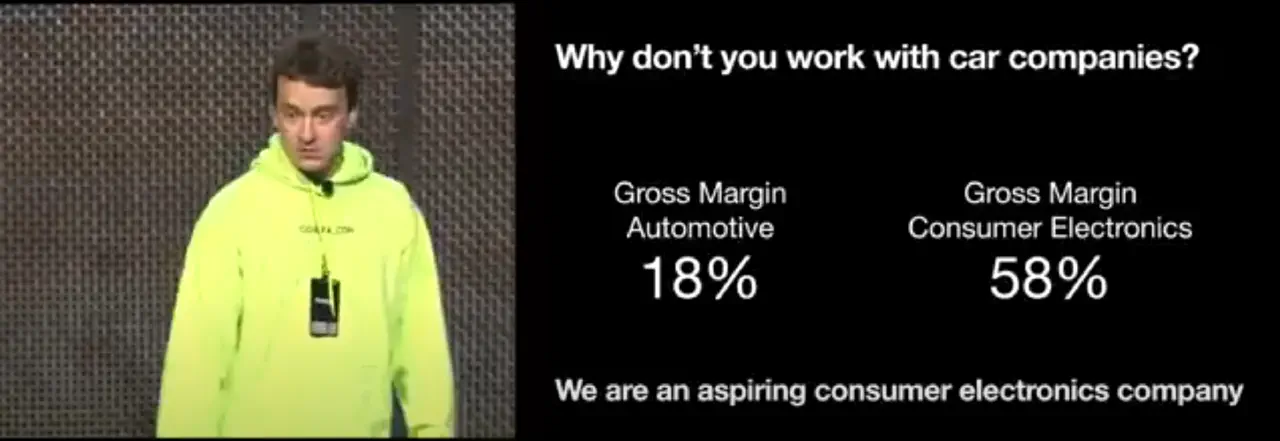 Why don't you work with car companies?
Gross Margin
Automotive
18%
Gross Margin
Consumer Electronics
58%
We are an aspiring consumer electronics company